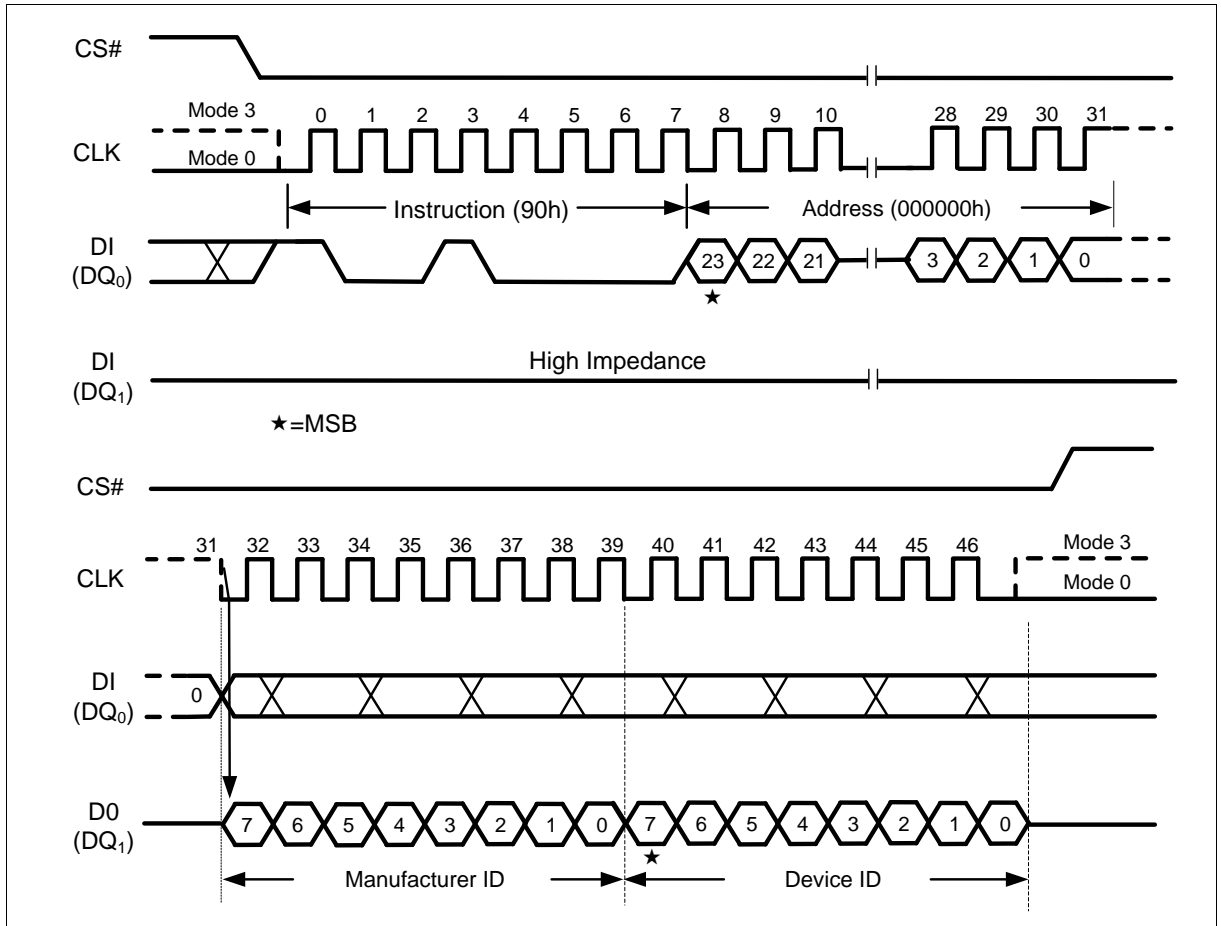 CS#
Mode 3
0 1 2 3 4 5 6 7 8 9 10 28 29 30 31
CLK
Mode 0
Instruction (90h)
Address (000000h)
DI
(DQ0)
23 22 21 3 2 1 0
★
DI
(DQ1)
High Impedance
★=MSB
CS#
31 32 33 34 35 36 37 38 39 40 41 42 43 44 45 46
Mode 3
CLK
Mode 0
DI
(DQ0)
0
D0
(DQ1)
7 6 5 4 3 2 1 0 7 6 5 4 3 2 1 0
★
Manufacturer ID
Device ID